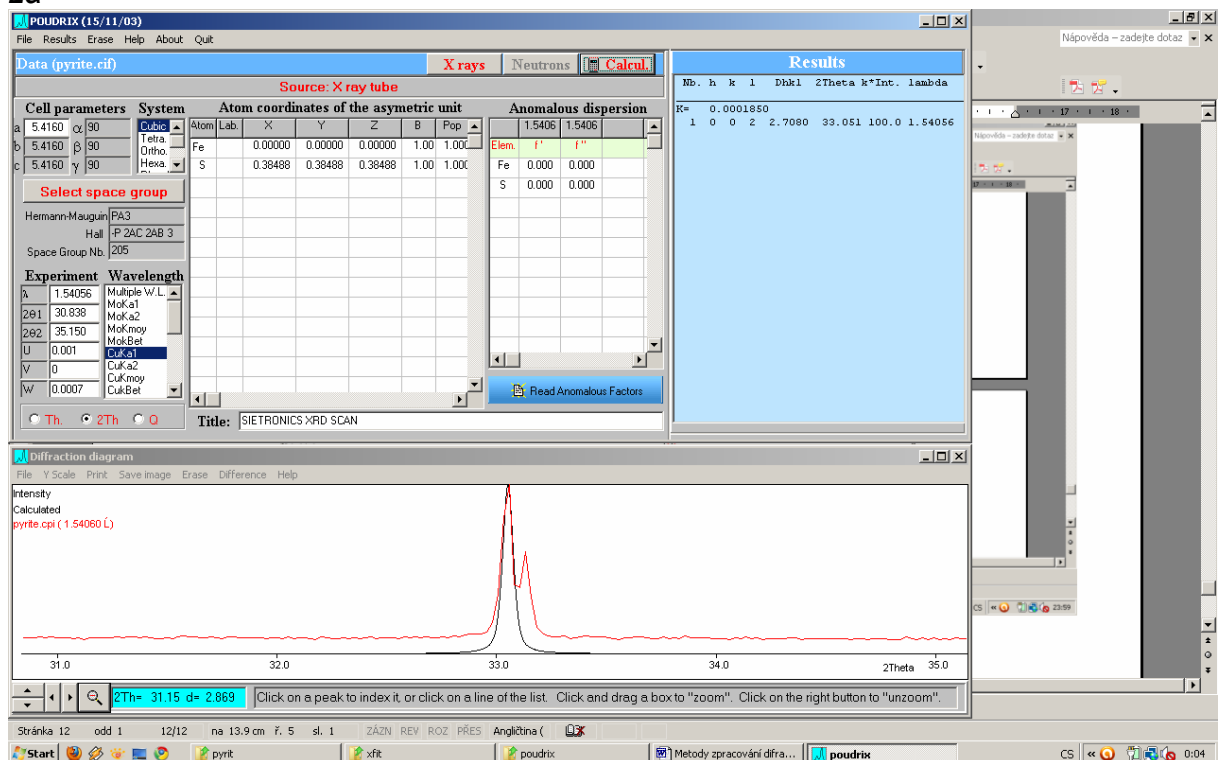 2d
POUDRIX (15/11/03)
File Results Erase Help About Quit
Data (pyrite.cif) X rays Neutrons Calcul.
Source: X ray tube
Cell parameters System Atom coordinates of the asymetric unit Anomalous dispersion
a 5.4160 α 90 Cubic
b 5.4160 β 90 Tetra.
Ortho.
c 5.4160 γ 90 Hexa.
Atom Lab. X Y Z B Pop
Fe 0.00000 0.00000 0.00000 1.00 1.000
S 0.38488 0.38488 0.38488 1.00 1.000
1.5406 1.5406
Elem. f ' f "
Fe 0.000 0.000
S 0.000 0.000
Select space group
Hermann-Mauguin PA3
Hall -P 2AC 2AB 3
Space Group Nb. 205
Experiment Wavelength
λ 1.54056
2θ1 30.838
2θ2 35.150
U 0.001
V 0
W 0.0007
Multiple W.L.
MoKa1
MoKa2
MoKmoy
MokBet
CuKa1
CuKa2
CuKmoy
CukBet
Th. 2Th Q
Title: SIETRONICS XRD SCAN
Read Anomalous Factors
Results
Nb. h k l Dhkl 2Theta k*Int. lambda
K= 0.0001850
1 0 0 2 2.7080 33.051 100.0 1.54056
Nápověda – zadejte dotaz
17 18
Nápověda – zadejte dotaz
17 18
CS 23:59
Diffraction diagram
File Y Scale Print Save image Erase Difference Help
Intensity
Calculated
pyrite.cpi ( 1.54060 Ĺ)
31.0 32.0 33.0 34.0 2Theta 35.0
2Th= 31.15 d= 2.869 Click on a peak to index it, or click on a line of the list. Click and drag a box to "zoom". Click on the right button to "unzoom".
Stránka 12 odd 1 12/12 na 13.9 cm ř. 5 sl. 1 ZÁZN REV ROZ PŘES Angličtina (
Start pyrit xfit poudrix Metody zpracování difra... poudrix CS 0:04